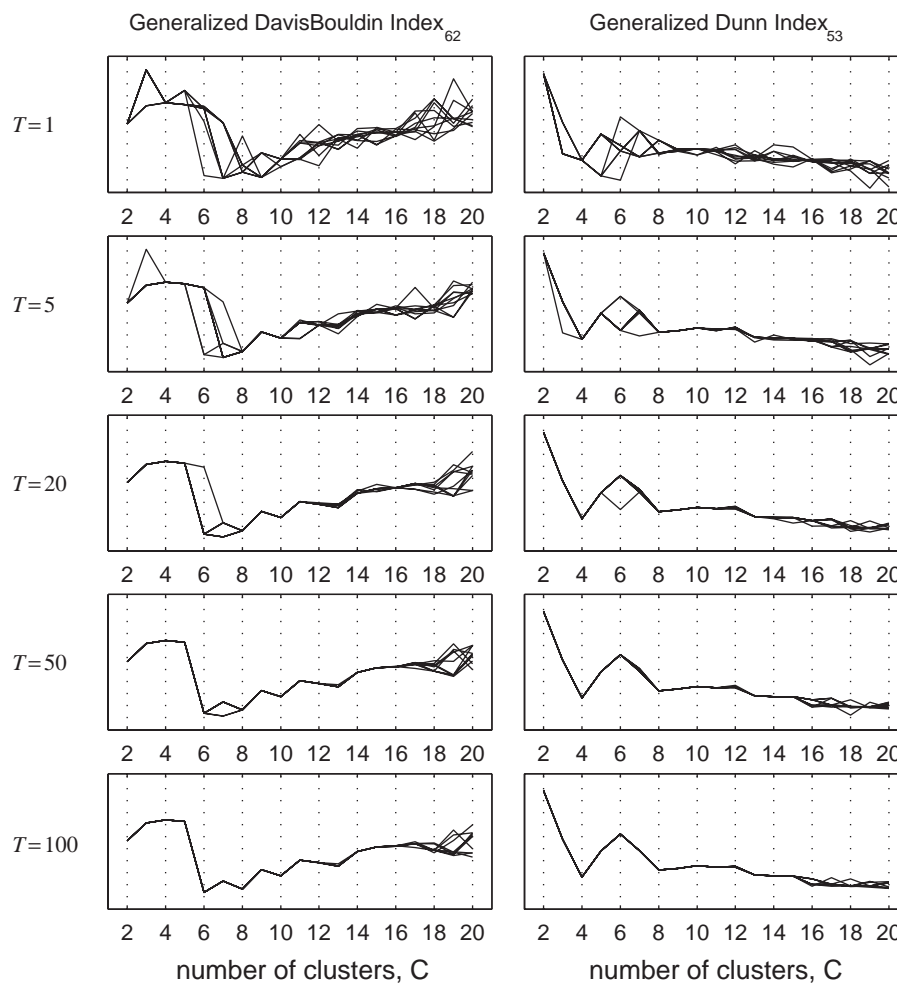 Generalized DavisBouldin Index62
Generalized Dunn Index53
T=1
2 4 6 8 10 12 14 16 18 20
2 4 6 8 10 12 14 16 18 20
T=5
2 4 6 8 10 12 14 16 18 20
2 4 6 8 10 12 14 16 18 20
T=20
2 4 6 8 10 12 14 16 18 20
2 4 6 8 10 12 14 16 18 20
T=50
2 4 6 8 10 12 14 16 18 20
2 4 6 8 10 12 14 16 18 20
T=100
2 4 6 8 10 12 14 16 18 20
2 4 6 8 10 12 14 16 18 20
number of clusters, C
number of clusters, C